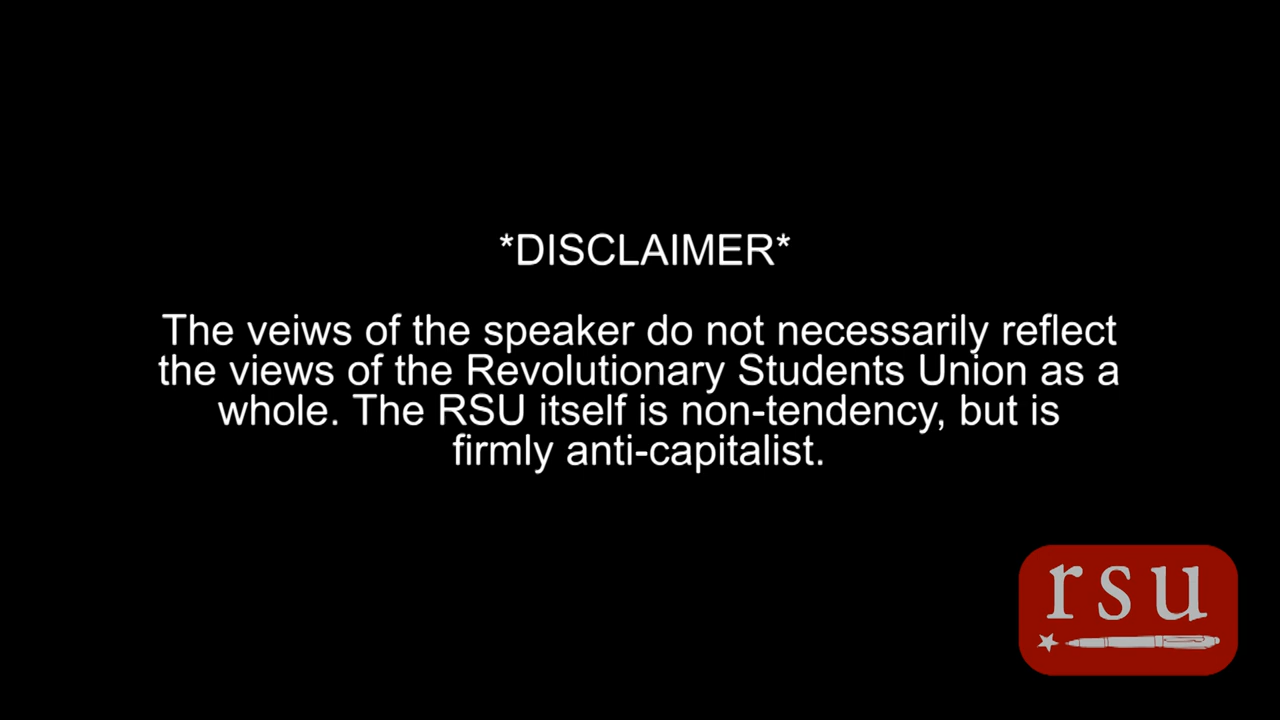 *DISCLAIMER*
The veiws of the speaker do not necessarily reflect
the views of the Revolutionary Students Union as a
whole. The RSU itself is non-tendency, but is
firmly anti-capitalist.
rsu